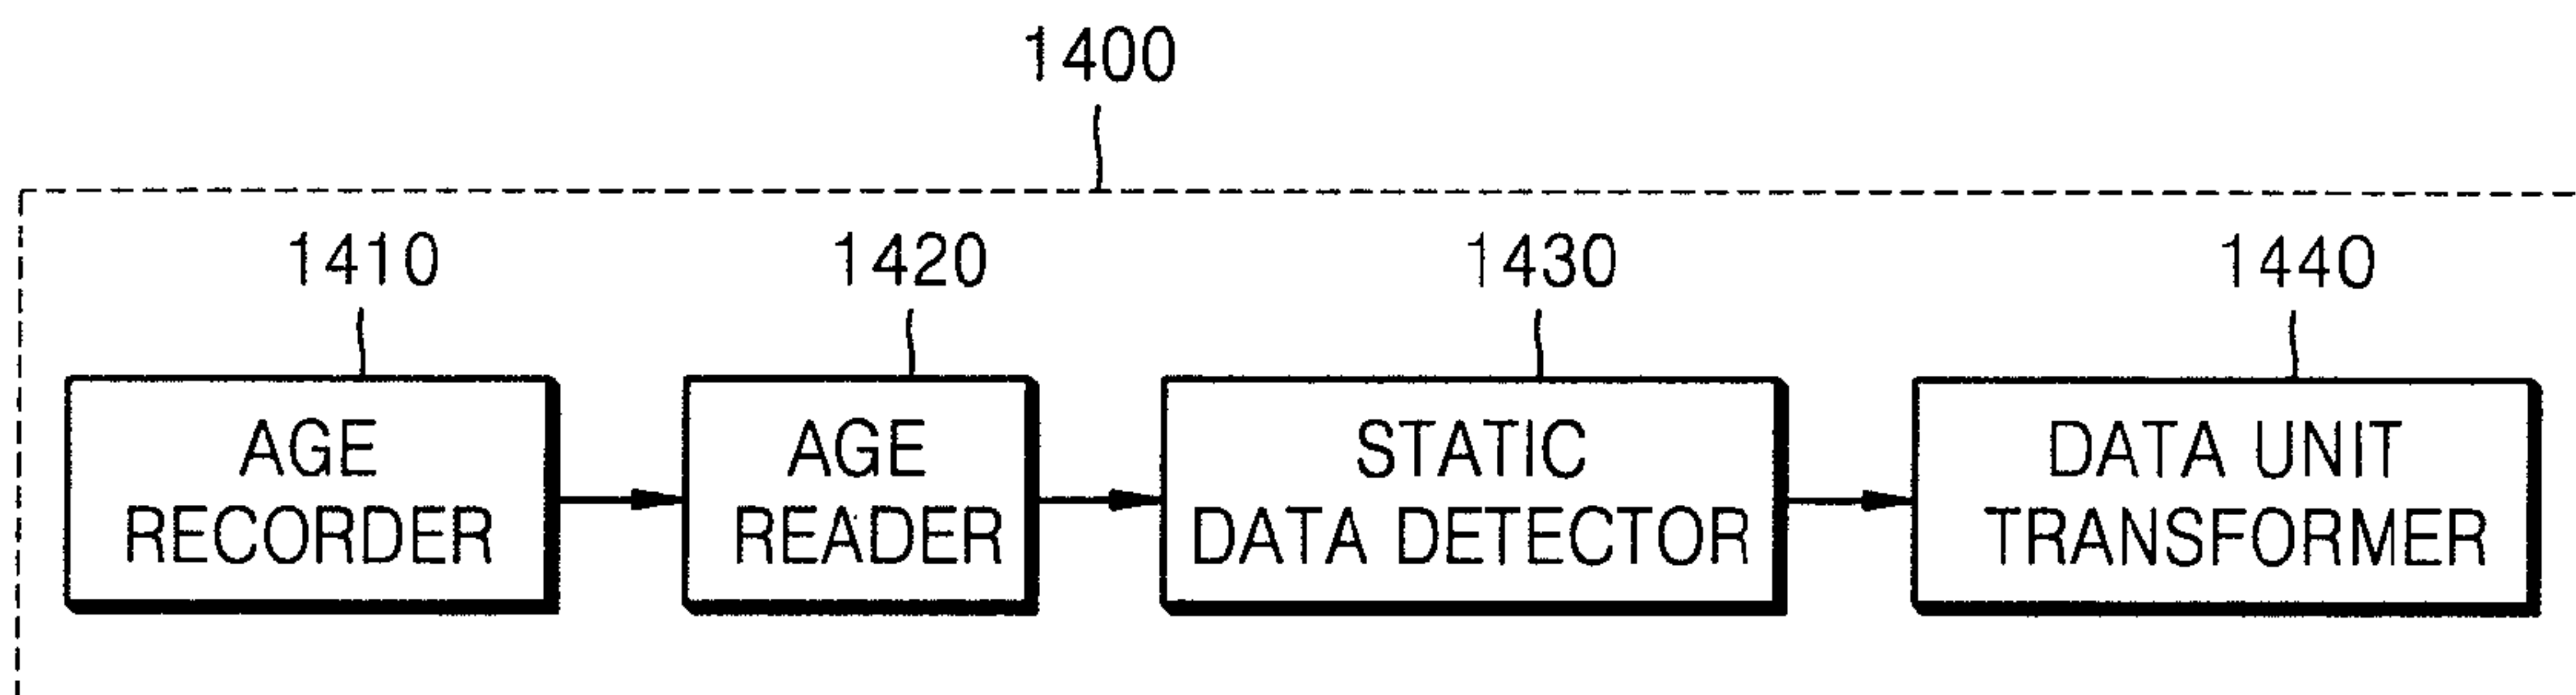 1400
1410 1420 1430 1440
AGE AGE STATIC DATA UNIT
RECORDER READER DATA DETECTOR TRANSFORMER